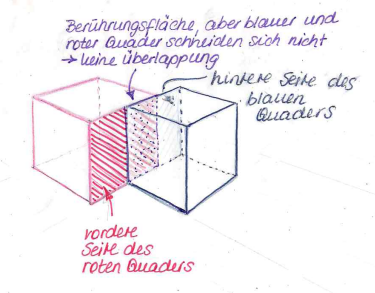 Berührungsfläche, aber blauer und
roter Quader schneiden sich nicht
→ keine Überlappung
hintere Seite des
blauen
Quaders
vordere
Seite des
roten Quaders